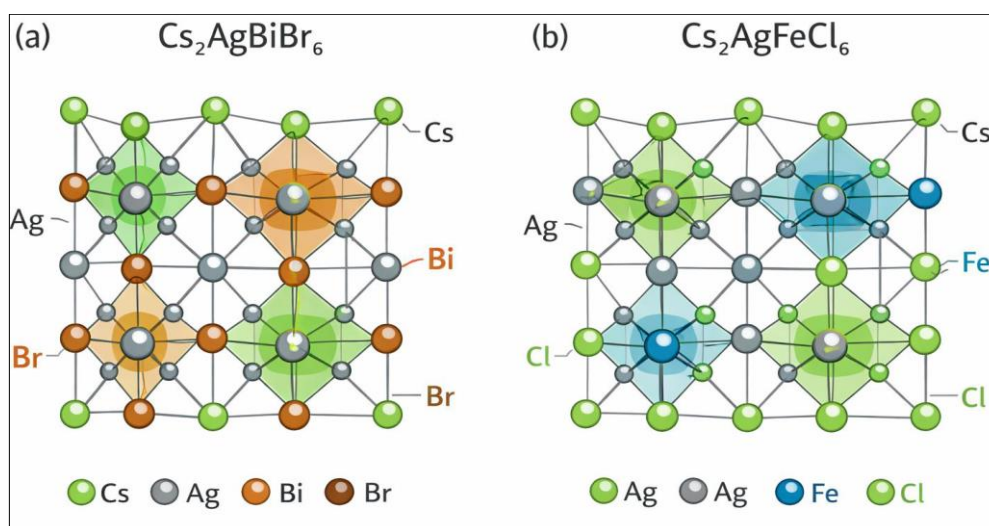 (a) Cs₂AgBiBr₆
(b) Cs₂AgFeCl₆
Cs
Ag
Bi
Br
Br
Cs
Ag
Fe
Cl
Cl
Cs Ag Bi Br
Ag Ag Fe Cl